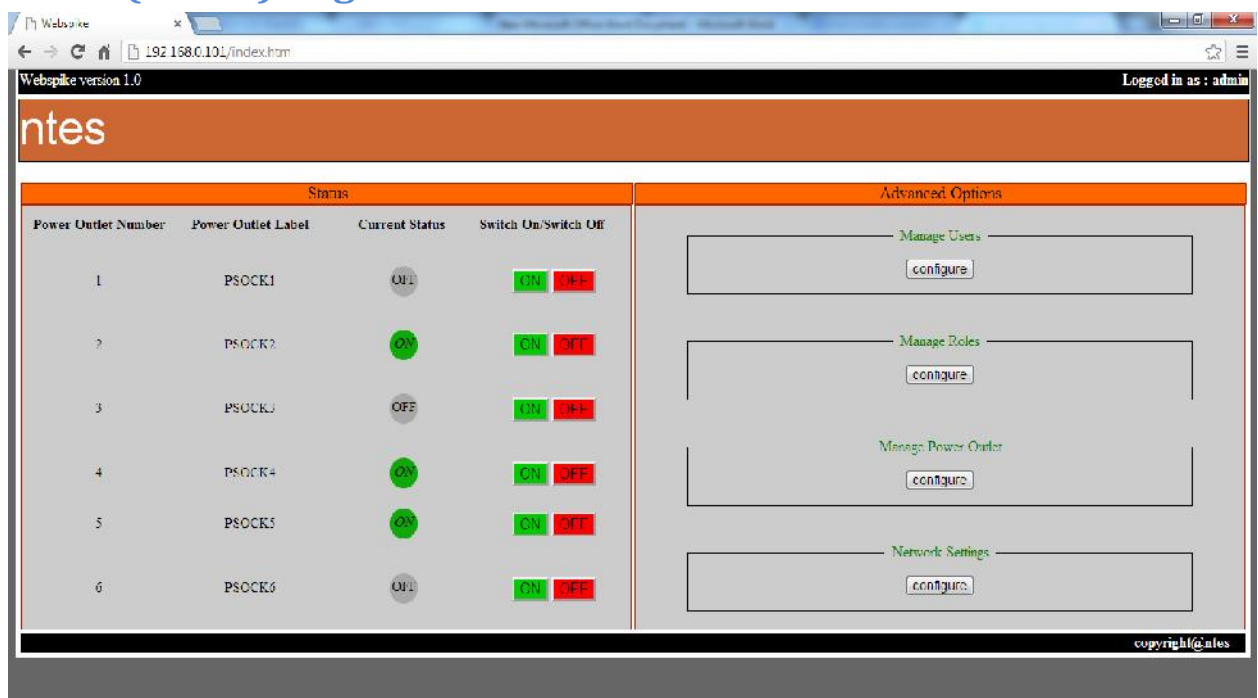 Webspike
192.168.0.101/index.htm
Webspike version 1.0 Logged in as : admin
ntes
Status Advanced Options
Power Outlet Number Power Outlet Label Current Status Switch On/Switch Off
Manage Users
configure
1 PSOCK1 OFF ON OFF
Manage Roles
2 PSOCK2 ON ON OFF
configure
3 PSOCK3 OFF ON OFF
Manage Power Outlet
4 PSOCK4 ON ON OFF
configure
5 PSOCK5 ON ON OFF
Network Settings
6 PSOCK6 OFF ON OFF
configure
copyright@ntes